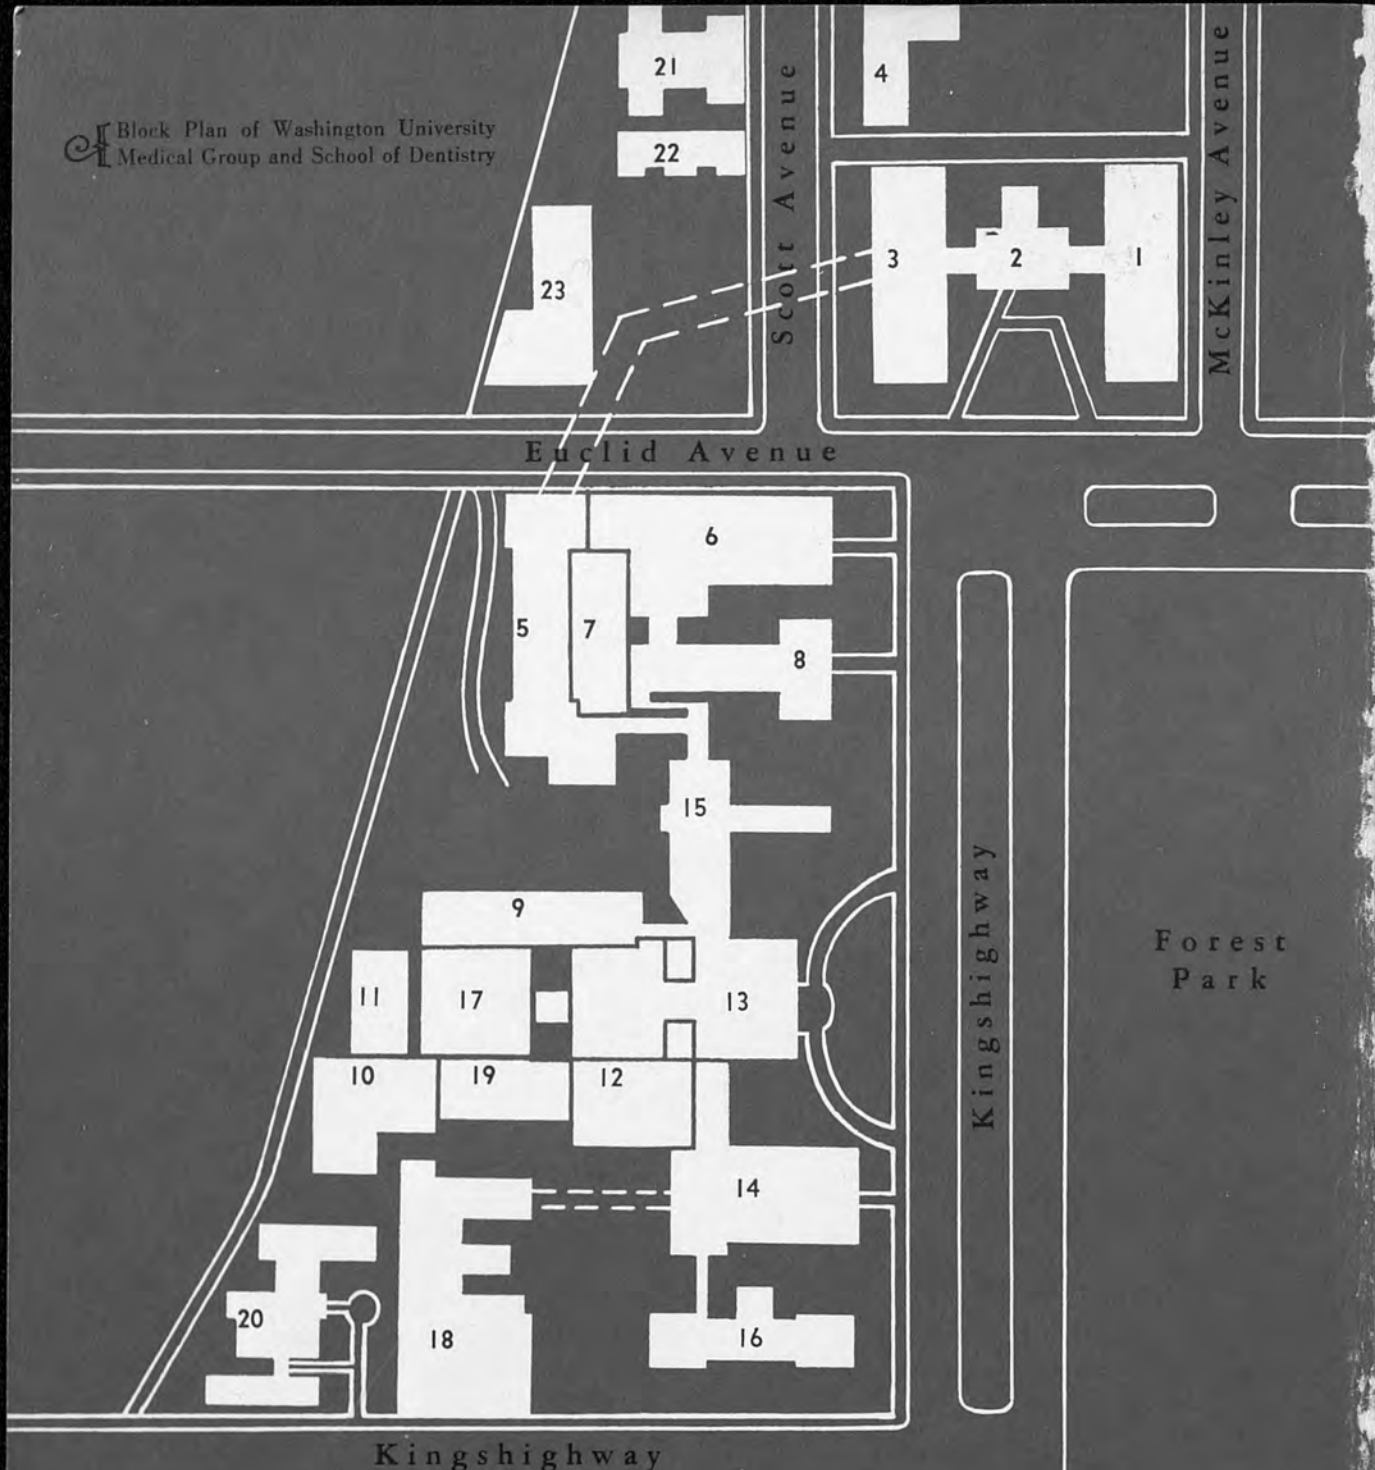 21
4
Block Plan of Washington University
Medical Group and School of Dentistry
22
Scott Avenue
McKinley Avenue
3
2
1
23
Euclid Avenue
6
5
7
8
15
9
Kingshighway
Forest
Park
11
17
13
10
19
12
14
20
18
16
Kingshighway